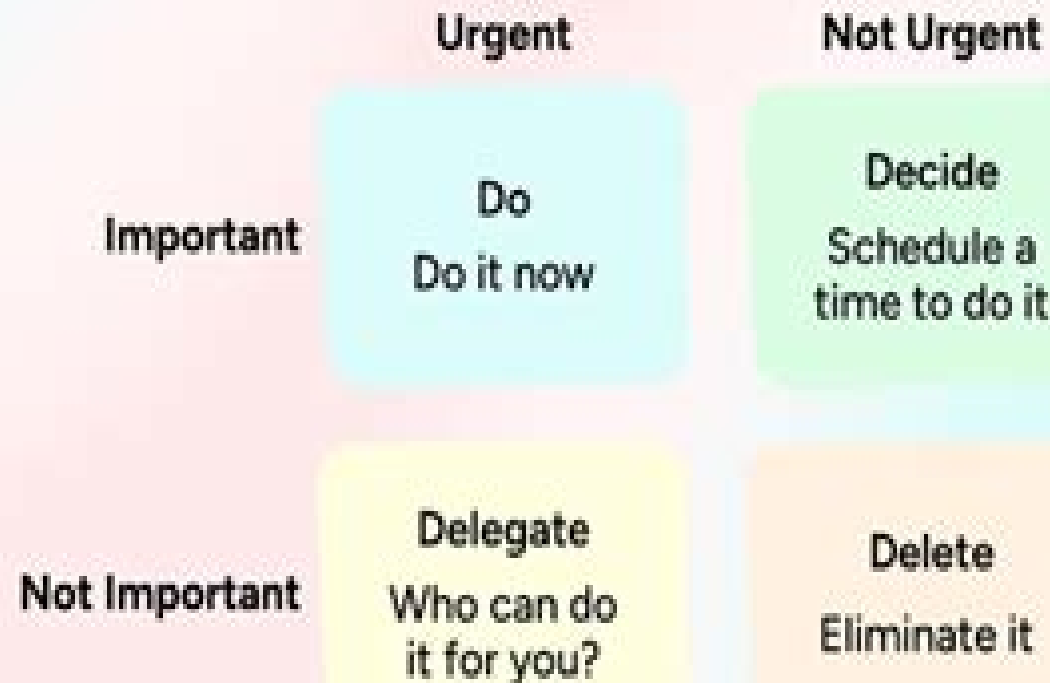 Urgent
Not Urgent
Important
Do
Do it now
Decide
Schedule a
time to do it
Not Important
Delegate
Who can do
it for you?
Delete
Eliminate it